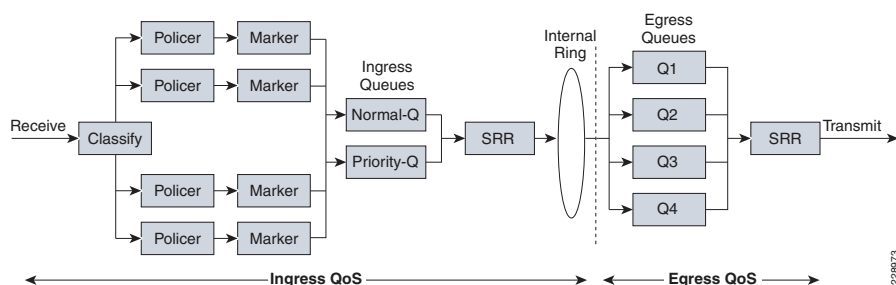 Receive
Classify
Policer
Marker
Policer
Marker
Policer
Marker
Policer
Marker
Ingress
Queues
Normal-Q
Priority-Q
SRR
Internal
Ring
Egress
Queues
Q1
Q2
Q3
Q4
SRR
Transmit
Ingress QoS
Egress QoS
228973